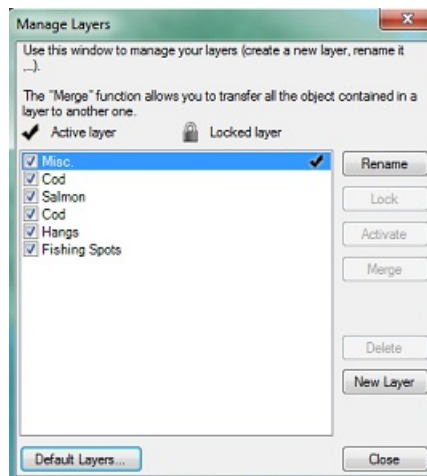 Manage Layers
Use this window to manage your layers (create a new layer, rename it
,...).
The "Merge" function allows you to transfer all the object contained in a
layer to another one.
Active layer
Locked layer
Misc.
Cod
Salmon
Cod
Hangs
Fishing Spots
Rename
Lock
Activate
Merge
Delete
New Layer
Default Layers...
Close